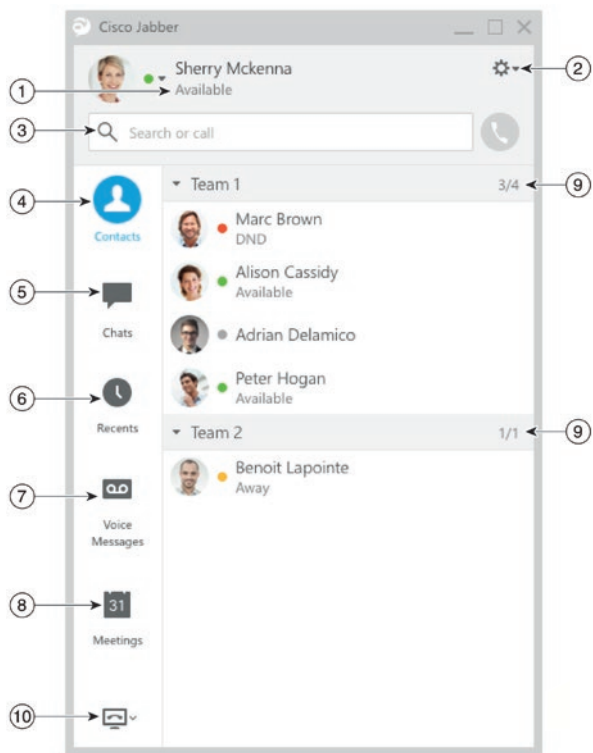 Cisco Jabber
Sherry Mckenna
Available
1
2
3
Search or call
4
Contacts
Team 1
3/4
9
Marc Brown
DND
5
Chats
Alison Cassidy
Available
Adrian Delamico
6
Recents
Peter Hogan
Available
Team 2
1/1
9
Benoit Lapointe
Away
7
Voice
Messages
8
31
Meetings
10